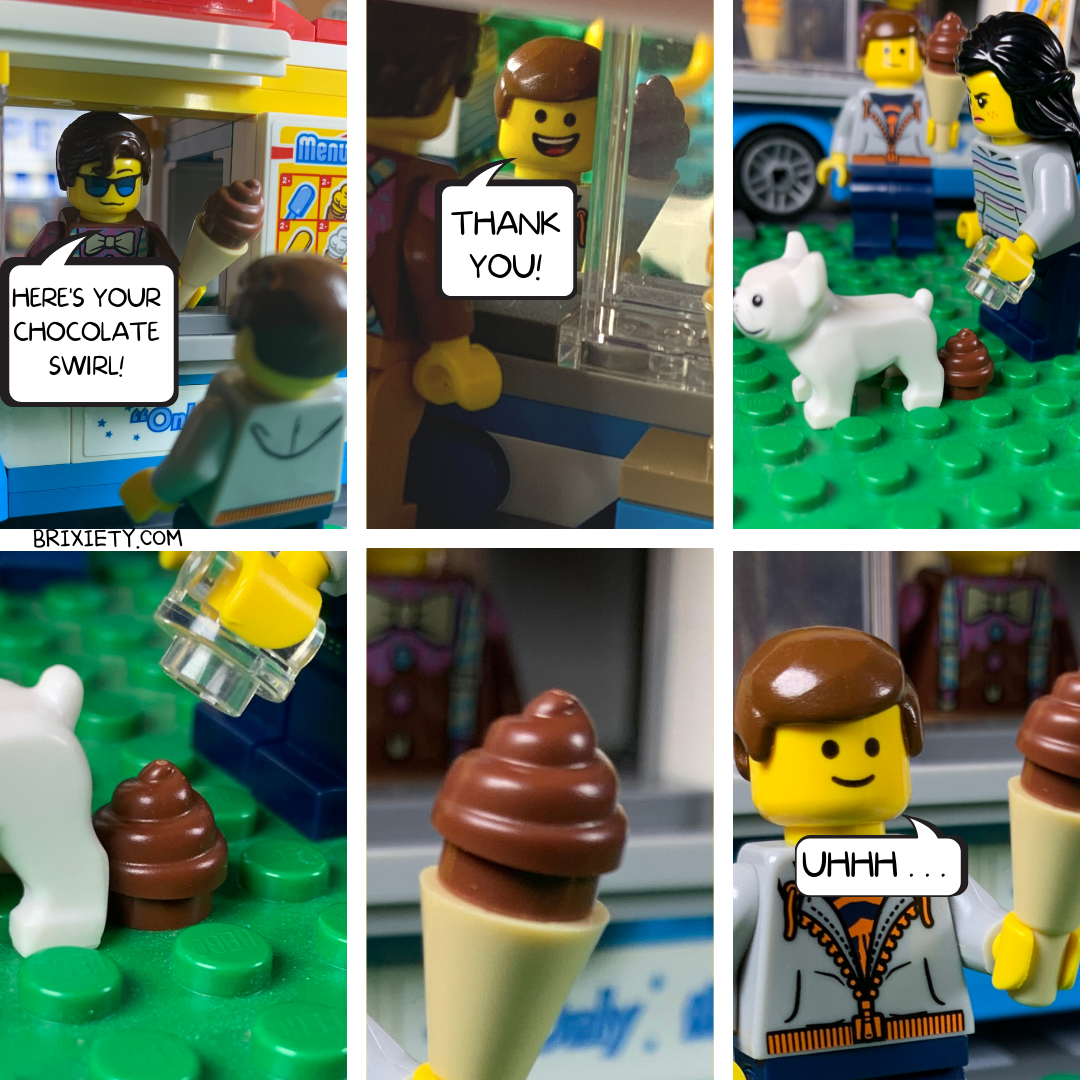 Menu
HERE'S YOUR
CHOCOLATE
SWIRL!
THANK
YOU!
BRIXIETY.COM
UHHH . . .